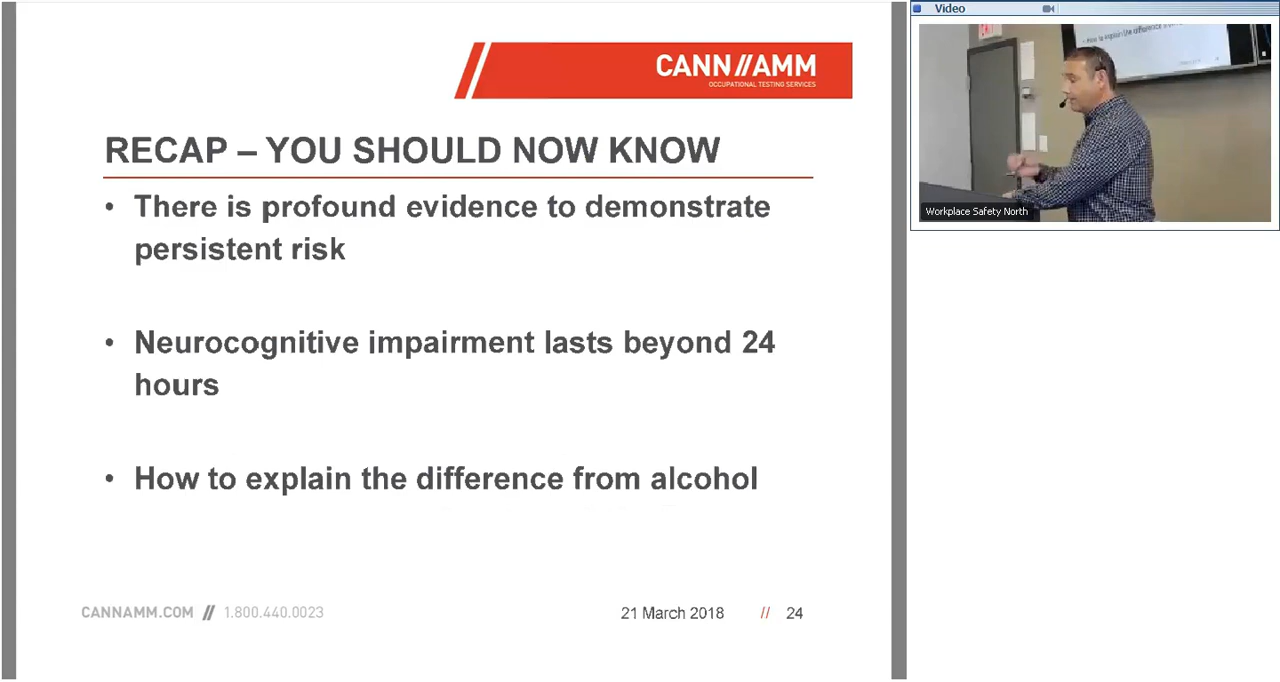 CANN//AMM
OCCUPATIONAL TESTING SERVICES
RECAP – YOU SHOULD NOW KNOW
• There is profound evidence to demonstrate
persistent risk
• Neurocognitive impairment lasts beyond 24
hours
• How to explain the difference from alcohol
CANNAMM.COM // 1.800.440.0023
21 March 2018 // 24
Video
Workplace Safety North